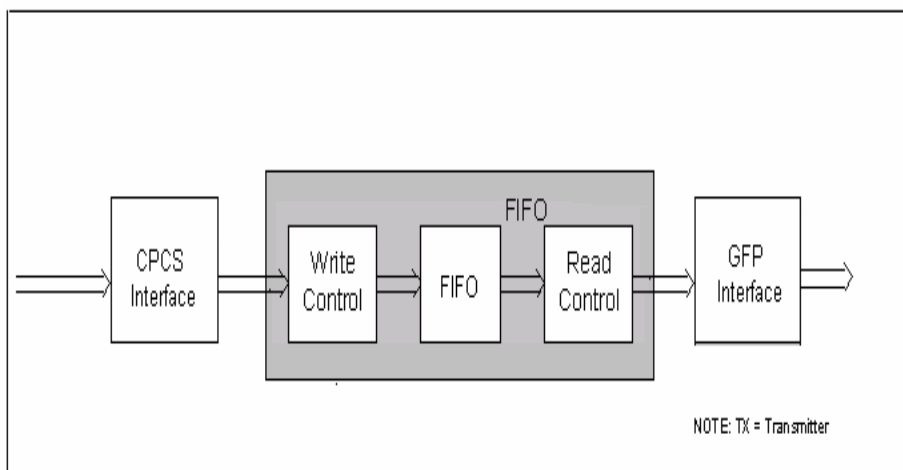 FIFO
CPCS
Interface
Write
Control
FIFO
Read
Control
GFP
Interface
NOTE: TX = Transmitter